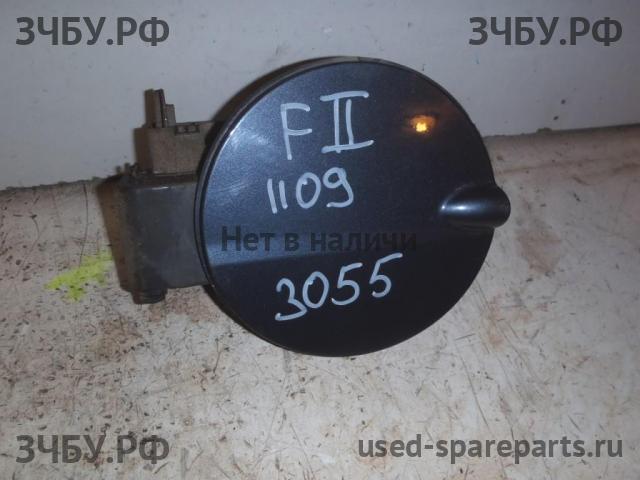 ЗЧБУ.РФ ЗЧБУ.РФ
F II
1109
Нет в наличи
3055
ЗЧБУ.РФ used-spareparts.ru